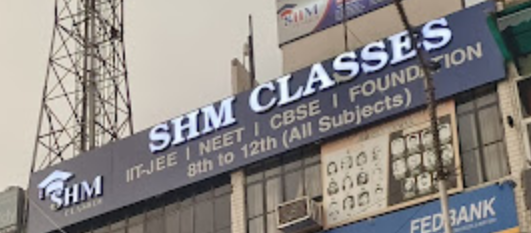 SHM
SHM CLASSES
IIT-JEE | NEET | CBSE | FOUNDATION
8th to 12th (All Subjects)
SHM
CLASSES
FEDBANK